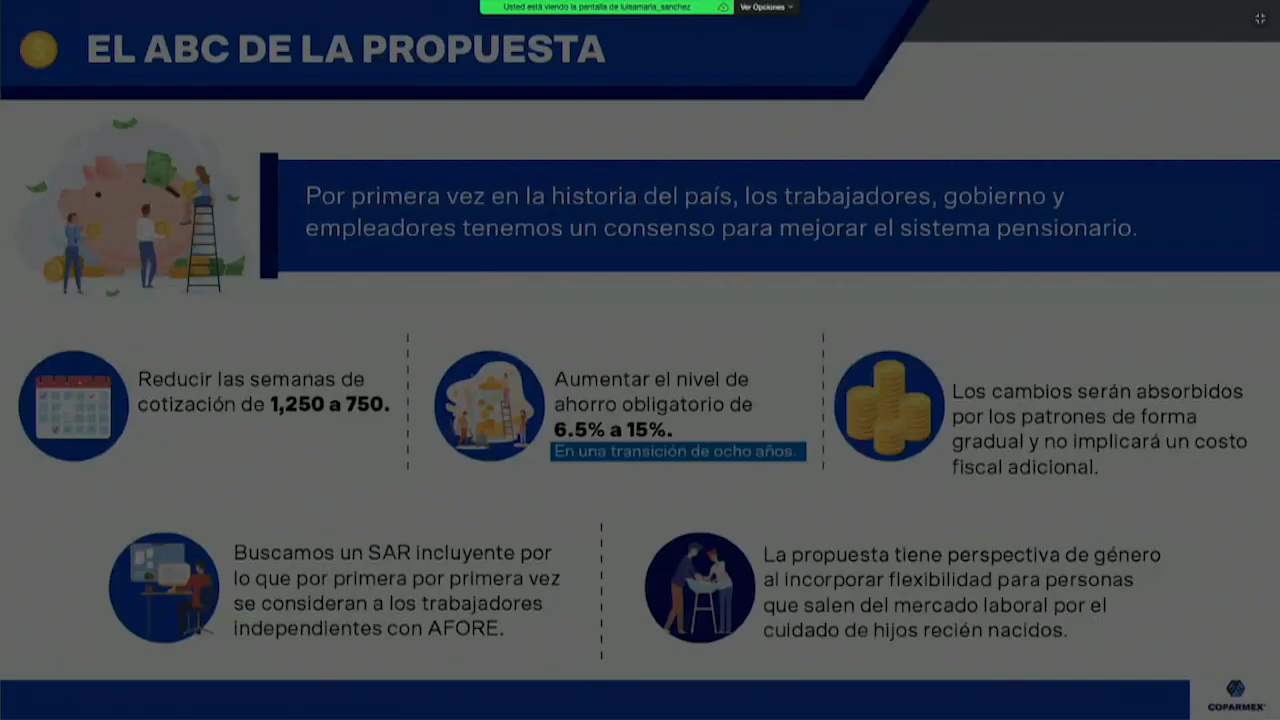 Usted está viendo la pantalla de luisamaria_sanchez
Ver Opciones
EL ABC DE LA PROPUESTA
Por primera vez en la historia del país, los trabajadores, gobierno y
empleadores tenemos un consenso para mejorar el sistema pensionario.
Reducir las semanas de
cotización de 1,250 a 750.
Aumentar el nivel de
ahorro obligatorio de
6.5% a 15%.
En una transición de ocho años.
Los cambios serán absorbidos
por los patrones de forma
gradual y no implicará un costo
fiscal adicional.
Buscamos un SAR incluyente por
lo que por primera por primera vez
se consideran a los trabajadores
independientes con AFORE.
La propuesta tiene perspectiva de género
al incorporar flexibilidad para personas
que salen del mercado laboral por el
cuidado de hijos recién nacidos.
COPARMEX